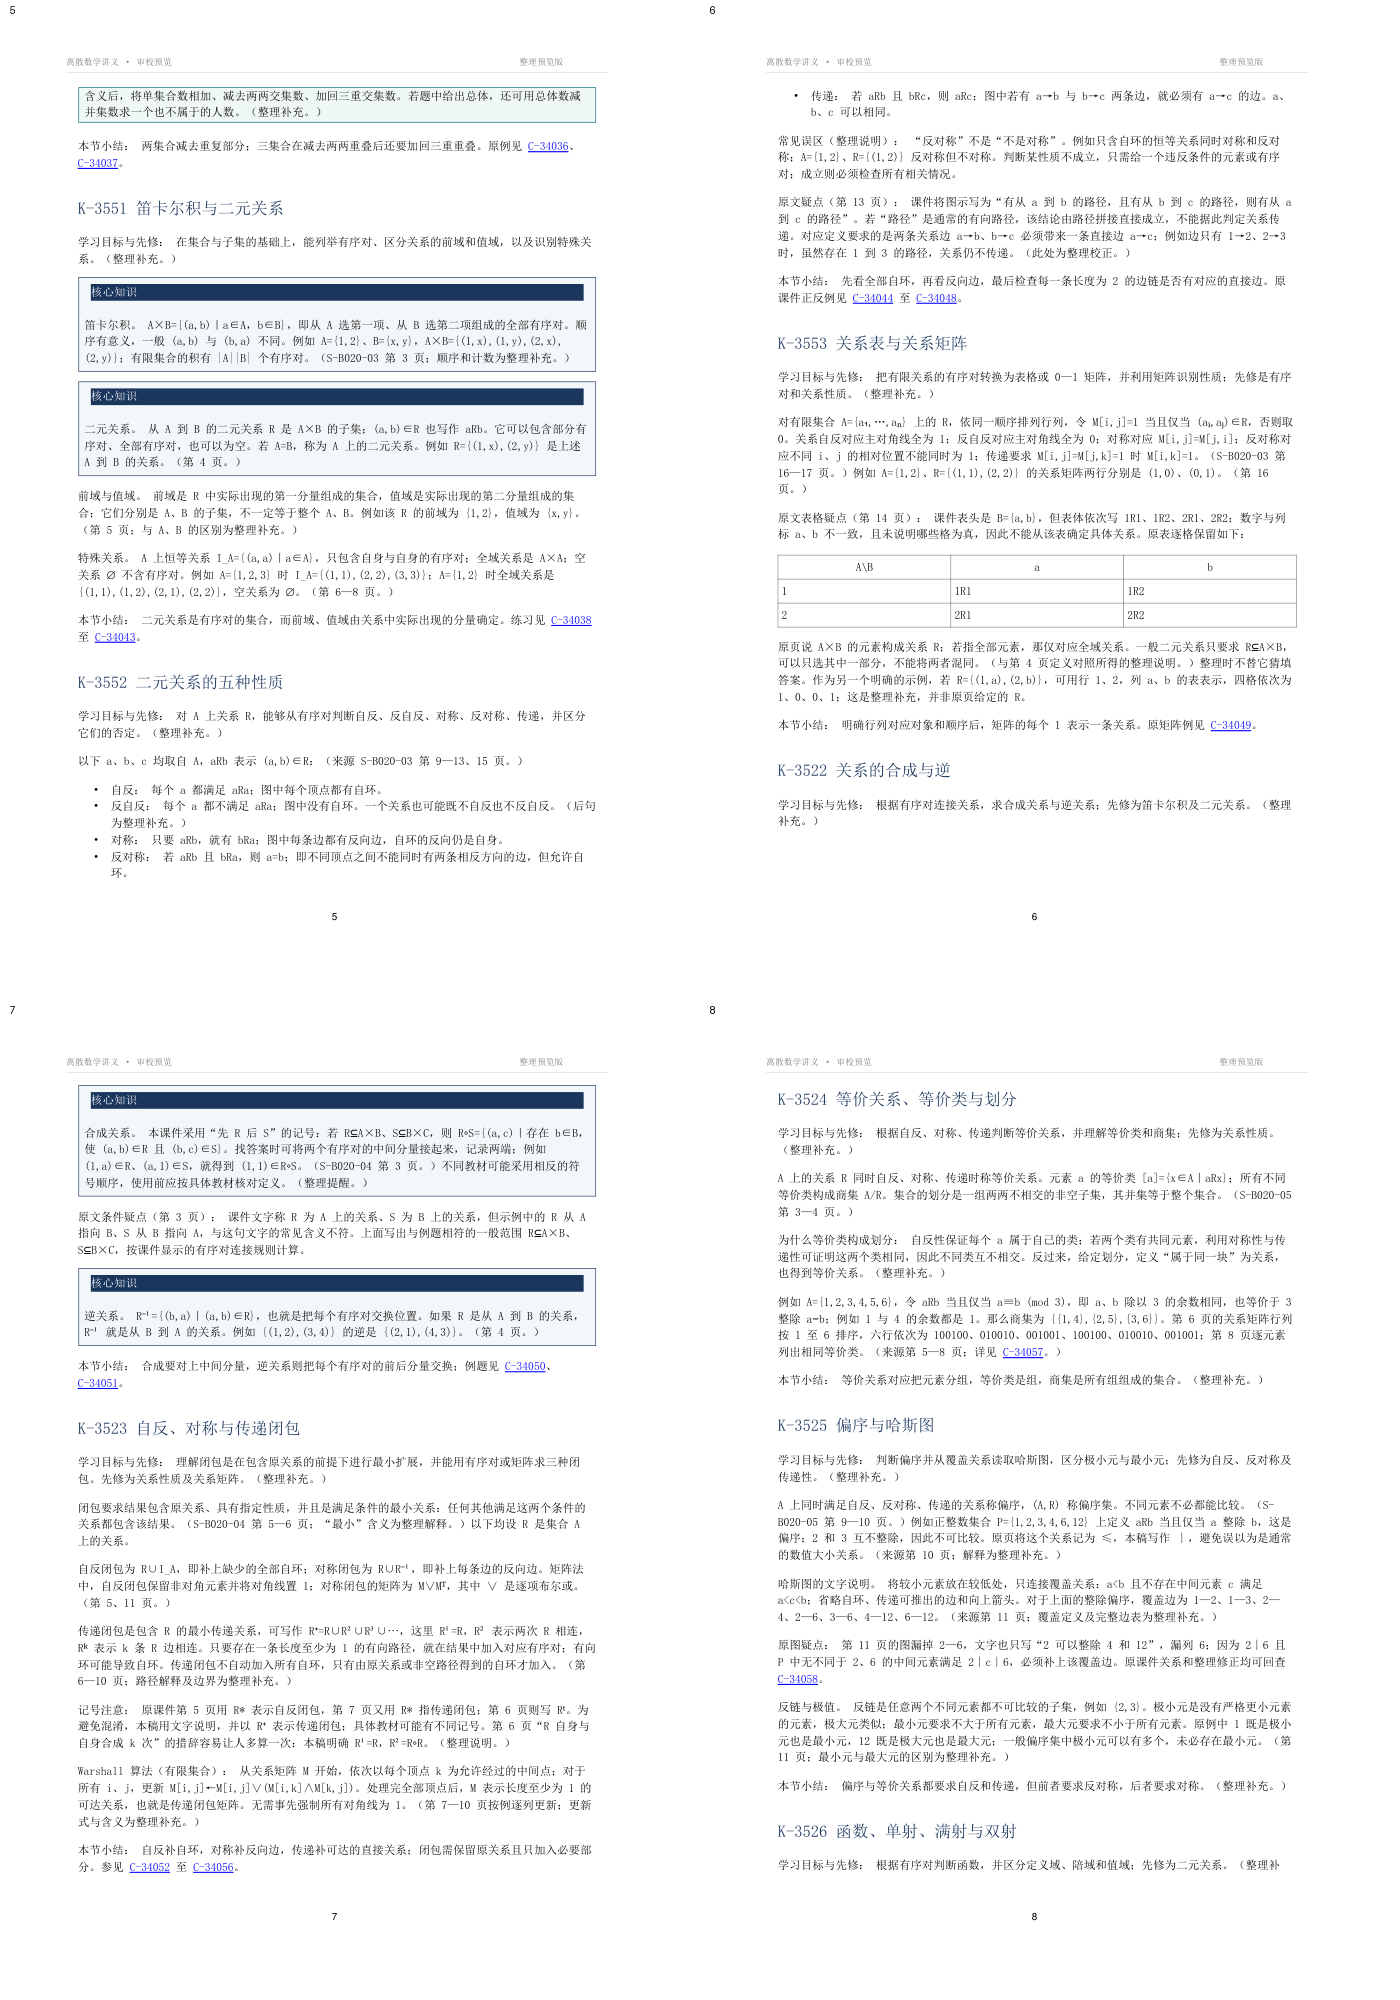 5
离散数学讲义 • 审校预览
整理预览版
含义后，将单集合数相加、减去两两交集数、加回三重交集数。若题中给出总体，还可用总体数减
并集数求一个也不属于的人数。（整理补充。）
本节小结： 两集合减去重复部分；三集合在减去两两重叠后还要加回三重重叠。原例见 C-34036、
C-34037。
K-3551 笛卡尔积与二元关系
学习目标与先修： 在集合与子集的基础上，能列举有序对、区分关系的前域和值域，以及识别特殊关
系。（整理补充。）
核心知识
笛卡尔积。 A×B={(a,b)∣a∈A, b∈B}，即从 A 选第一项、从 B 选第二项组成的全部有序对。顺
序有意义，一般 (a,b) 与 (b,a) 不同。例如 A={1,2}、B={x,y}，A×B={(1,x),(1,y),(2,x),
(2,y)}；有限集合的积有 |A||B| 个有序对。（S-B020-03 第 3 页；顺序和计数为整理补充。）
核心知识
二元关系。 从 A 到 B 的二元关系 R 是 A×B 的子集；(a,b)∈R 也写作 aRb。它可以包含部分有
序对、全部有序对，也可以为空。若 A=B，称为 A 上的二元关系。例如 R={(1,x),(2,y)} 是上述
A 到 B 的关系。（第 4 页。）
前域与值域。 前域是 R 中实际出现的第一分量组成的集合，值域是实际出现的第二分量组成的集
合；它们分别是 A、B 的子集，不一定等于整个 A、B。例如该 R 的前域为 {1,2}，值域为 {x,y}。
（第 5 页；与 A、B 的区别为整理补充。）
特殊关系。 A 上恒等关系 I_A={(a,a)∣a∈A}，只包含自身与自身的有序对；全域关系是 A×A；空
关系 ∅ 不含有序对。例如 A={1,2,3} 时 I_A={(1,1),(2,2),(3,3)}；A={1,2} 时全域关系是
{(1,1),(1,2),(2,1),(2,2)}，空关系为 ∅。（第 6—8 页。）
本节小结： 二元关系是有序对的集合，而前域、值域由关系中实际出现的分量确定。练习见 C-34038
至 C-34043。
K-3552 二元关系的五种性质
学习目标与先修： 对 A 上关系 R，能够从有序对判断自反、反自反、对称、反对称、传递，并区分
它们的否定。（整理补充。）
以下 a、b、c 均取自 A，aRb 表示 (a,b)∈R：（来源 S-B020-03 第 9—13、15 页。）
• 自反： 每个 a 都满足 aRa；图中每个顶点都有自环。
• 反自反： 每个 a 都不满足 aRa；图中没有自环。一个关系也可能既不自反也不反自反。（后句
为整理补充。）
• 对称： 只要 aRb，就有 bRa；图中每条边都有反向边，自环的反向仍是自身。
• 反对称： 若 aRb 且 bRa，则 a=b；即不同顶点之间不能同时有两条相反方向的边，但允许自
环。
5
6
离散数学讲义 • 审校预览
整理预览版
• 传递： 若 aRb 且 bRc，则 aRc；图中若有 a→b 与 b→c 两条边，就必须有 a→c 的边。a、
b、c 可以相同。
常见误区（整理说明）： “反对称”不是“不是对称”。例如只含自环的恒等关系同时对称和反对
称；A={1,2}、R={(1,2)} 反对称但不对称。判断某性质不成立，只需给一个违反条件的元素或有序
对；成立则必须检查所有相关情况。
原文疑点（第 13 页）： 课件将图示写为“有从 a 到 b 的路径，且有从 b 到 c 的路径，则有从 a
到 c 的路径”。若“路径”是通常的有向路径，该结论由路径拼接直接成立，不能据此判定关系传
递。对应定义要求的是两条关系边 a→b、b→c 必须带来一条直接边 a→c；例如边只有 1→2、2→3
时，虽然存在 1 到 3 的路径，关系仍不传递。（此处为整理校正。）
本节小结： 先看全部自环，再看反向边，最后检查每一条长度为 2 的边链是否有对应的直接边。原
课件正反例见 C-34044 至 C-34048。
K-3553 关系表与关系矩阵
学习目标与先修： 把有限关系的有序对转换为表格或 0—1 矩阵，并利用矩阵识别性质；先修是有序
对和关系性质。（整理补充。）
对有限集合 A={a₁,…,aₙ} 上的 R，依同一顺序排行列，令 M[i,j]=1 当且仅当 (aᵢ,aⱼ)∈R，否则取
0。关系自反对应主对角线全为 1；反自反对应主对角线全为 0；对称对应 M[i,j]=M[j,i]；反对称对
应不同 i、j 的相对位置不能同时为 1；传递要求 M[i,j]=M[j,k]=1 时 M[i,k]=1。（S-B020-03 第
16—17 页。）例如 A={1,2}、R={(1,1),(2,2)} 的关系矩阵两行分别是 (1,0)、(0,1)。（第 16
页。）
原文表格疑点（第 14 页）： 课件表头是 B={a,b}，但表体依次写 1R1、1R2、2R1、2R2；数字与列
标 a、b 不一致，且未说明哪些格为真，因此不能从该表确定具体关系。原表逐格保留如下：
A\B a b
1 1R1 1R2
2 2R1 2R2
原页说 A×B 的元素构成关系 R；若指全部元素，那仅对应全域关系。一般二元关系只要求 R⊆A×B，
可以只选其中一部分，不能将两者混同。（与第 4 页定义对照所得的整理说明。）整理时不替它猜填
答案。作为另一个明确的示例，若 R={(1,a),(2,b)}，可用行 1、2，列 a、b 的表表示，四格依次为
1、0、0、1；这是整理补充，并非原页给定的 R。
本节小结： 明确行列对应对象和顺序后，矩阵的每个 1 表示一条关系。原矩阵例见 C-34049。
K-3522 关系的合成与逆
学习目标与先修： 根据有序对连接关系，求合成关系与逆关系；先修为笛卡尔积及二元关系。（整理
补充。）
6
7
离散数学讲义 • 审校预览
整理预览版
核心知识
合成关系。 本课件采用“先 R 后 S”的记号：若 R⊆A×B、S⊆B×C，则 R∘S={(a,c)∣存在 b∈B，
使 (a,b)∈R 且 (b,c)∈S}。找答案时可将两个有序对的中间分量接起来，记录两端；例如
(1,a)∈R、(a,1)∈S，就得到 (1,1)∈R∘S。（S-B020-04 第 3 页。）不同教材可能采用相反的符
号顺序，使用前应按具体教材核对定义。（整理提醒。）
原文条件疑点（第 3 页）： 课件文字称 R 为 A 上的关系、S 为 B 上的关系，但示例中的 R 从 A
指向 B、S 从 B 指向 A，与这句文字的常见含义不符。上面写出与例题相符的一般范围 R⊆A×B、
S⊆B×C，按课件显示的有序对连接规则计算。
核心知识
逆关系。 R⁻¹={(b,a)∣(a,b)∈R}，也就是把每个有序对交换位置。如果 R 是从 A 到 B 的关系，
R⁻¹ 就是从 B 到 A 的关系。例如 {(1,2),(3,4)} 的逆是 {(2,1),(4,3)}。（第 4 页。）
本节小结： 合成要对上中间分量，逆关系则把每个有序对的前后分量交换；例题见 C-34050、
C-34051。
K-3523 自反、对称与传递闭包
学习目标与先修： 理解闭包是在包含原关系的前提下进行最小扩展，并能用有序对或矩阵求三种闭
包。先修为关系性质及关系矩阵。（整理补充。）
闭包要求结果包含原关系、具有指定性质，并且是满足条件的最小关系：任何其他满足这两个条件的
关系都包含该结果。（S-B020-04 第 5—6 页；“最小”含义为整理解释。）以下均设 R 是集合 A
上的关系。
自反闭包为 R∪I_A，即补上缺少的全部自环；对称闭包为 R∪R⁻¹，即补上每条边的反向边。矩阵法
中，自反闭包保留非对角元素并将对角线置 1；对称闭包的矩阵为 M∨Mᵀ，其中 ∨ 是逐项布尔或。
（第 5、11 页。）
传递闭包是包含 R 的最小传递关系，可写作 R⁺=R∪R²∪R³∪⋯，这里 R¹=R，R² 表示两次 R 相连，
Rᵏ 表示 k 条 R 边相连。只要存在一条长度至少为 1 的有向路径，就在结果中加入对应有序对；有向
环可能导致自环。传递闭包不自动加入所有自环，只有由原关系或非空路径得到的自环才加入。（第
6—10 页；路径解释及边界为整理补充。）
记号注意： 原课件第 5 页用 R* 表示自反闭包，第 7 页又用 R* 指传递闭包；第 6 页则写 Rᵗ。为
避免混淆，本稿用文字说明，并以 R⁺ 表示传递闭包；具体教材可能有不同记号。第 6 页“R 自身与
自身合成 k 次”的措辞容易让人多算一次：本稿明确 R¹=R，R²=R∘R。（整理说明。）
Warshall 算法（有限集合）： 从关系矩阵 M 开始，依次以每个顶点 k 为允许经过的中间点；对于
所有 i、j，更新 M[i,j]←M[i,j]∨(M[i,k]∧M[k,j])。处理完全部顶点后，M 表示长度至少为 1 的
可达关系，也就是传递闭包矩阵。无需事先强制所有对角线为 1。（第 7—10 页按例逐列更新；更新
式与含义为整理补充。）
本节小结： 自反补自环，对称补反向边，传递补可达的直接关系；闭包需保留原关系且只加入必要部
分。参见 C-34052 至 C-34056。
7
8
离散数学讲义 • 审校预览
整理预览版
K-3524 等价关系、等价类与划分
学习目标与先修： 根据自反、对称、传递判断等价关系，并理解等价类和商集；先修为关系性质。
（整理补充。）
A 上的关系 R 同时自反、对称、传递时称等价关系。元素 a 的等价类 [a]={x∈A∣aRx}；所有不同
等价类构成商集 A/R。集合的划分是一组两两不相交的非空子集，其并集等于整个集合。（S-B020-05
第 3—4 页。）
为什么等价类构成划分： 自反性保证每个 a 属于自己的类；若两个类有共同元素，利用对称性与传
递性可证明这两个类相同，因此不同类互不相交。反过来，给定划分，定义“属于同一块”为关系，
也得到等价关系。（整理补充。）
例如 A={1,2,3,4,5,6}，令 aRb 当且仅当 a≡b (mod 3)，即 a、b 除以 3 的余数相同，也等价于 3
整除 a−b；例如 1 与 4 的余数都是 1。那么商集为 {{1,4},{2,5},{3,6}}。第 6 页的关系矩阵行列
按 1 至 6 排序，六行依次为 100100、010010、001001、100100、010010、001001；第 8 页逐元素
列出相同等价类。（来源第 5—8 页；详见 C-34057。）
本节小结： 等价关系对应把元素分组，等价类是组，商集是所有组组成的集合。（整理补充。）
K-3525 偏序与哈斯图
学习目标与先修： 判断偏序并从覆盖关系读取哈斯图，区分极小元与最小元；先修为自反、反对称及
传递性。（整理补充。）
A 上同时满足自反、反对称、传递的关系称偏序，(A,R) 称偏序集。不同元素不必都能比较。（S-
B020-05 第 9—10 页。）例如正整数集合 P={1,2,3,4,6,12} 上定义 aRb 当且仅当 a 整除 b，这是
偏序；2 和 3 互不整除，因此不可比较。原页将这个关系记为 ≤，本稿写作 ∣，避免误以为是通常
的数值大小关系。（来源第 10 页；解释为整理补充。）
哈斯图的文字说明。 将较小元素放在较低处，只连接覆盖关系：a<b 且不存在中间元素 c 满足
a<c<b；省略自环、传递可推出的边和向上箭头。对于上面的整除偏序，覆盖边为 1—2、1—3、2—
4、2—6、3—6、4—12、6—12。（来源第 11 页；覆盖定义及完整边表为整理补充。）
原图疑点： 第 11 页的图漏掉 2—6，文字也只写“2 可以整除 4 和 12”，漏列 6；因为 2∣6 且
P 中无不同于 2、6 的中间元素满足 2∣c∣6，必须补上该覆盖边。原课件关系和整理修正均可回查
C-34058。
反链与极值。 反链是任意两个不同元素都不可比较的子集，例如 {2,3}。极小元是没有严格更小元素
的元素，极大元类似；最小元要求不大于所有元素，最大元要求不小于所有元素。原例中 1 既是极小
元也是最小元，12 既是极大元也是最大元；一般偏序集中极小元可以有多个，未必存在最小元。（第
11 页；最小元与最大元的区别为整理补充。）
本节小结： 偏序与等价关系都要求自反和传递，但前者要求反对称，后者要求对称。（整理补充。）
K-3526 函数、单射、满射与双射
学习目标与先修： 根据有序对判断函数，并区分定义域、陪域和值域；先修为二元关系。（整理补
8